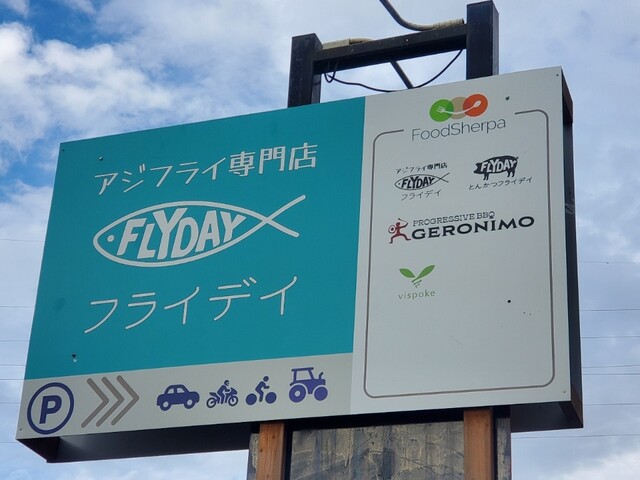 アジフライ専門店
FLYDAY
フライデイ
P
FoodSherpa
アジフライ専門店
FLYDAY
フライデイ
FLYDAY
とんかつフライデイ
PROGRESSIVE BBQ
GERONIMO
vispoke